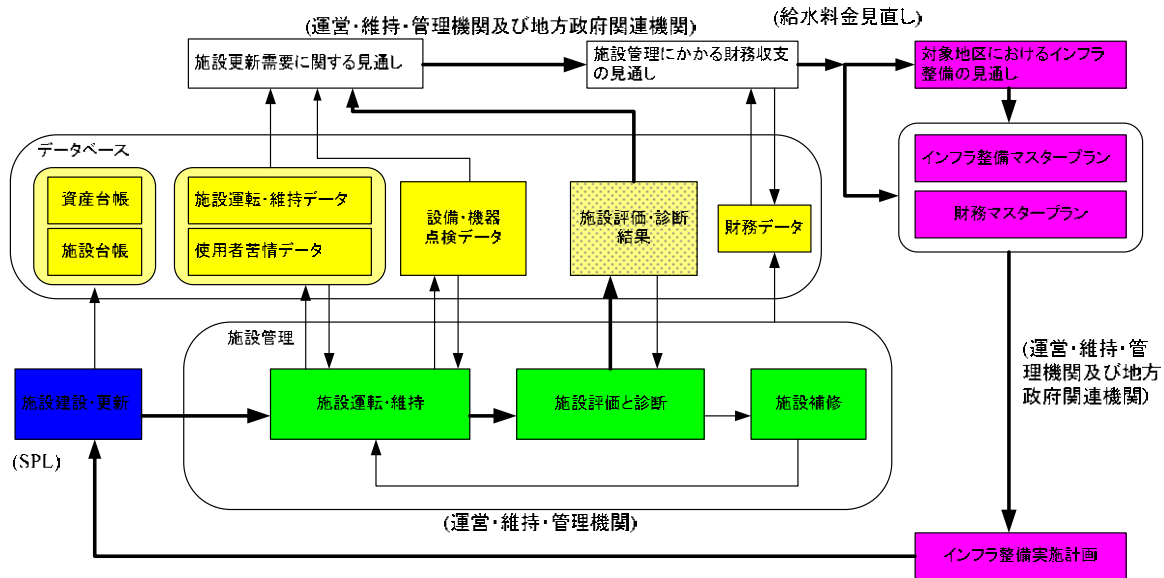 (運営・維持・管理機関及び地方政府関連機関)
(給水料金見直し)
施設更新需要に関する見通し
施設管理にかかる財務収支
の見通し
対象地区におけるインフラ
整備の見通し
データベース
インフラ整備マスタープラン
財務マスタープラン
資産台帳
施設台帳
施設運転・維持データ
使用者苦情データ
設備・機器
点検データ
施設評価・診断
結果
財務データ
施設管理
(運営・維持・管
理機関及び地方
政府関連機関)
施設建設・更新
施設運転・維持
施設評価と診断
施設補修
(SPL)
(運営・維持・管理機関)
インフラ整備実施計画